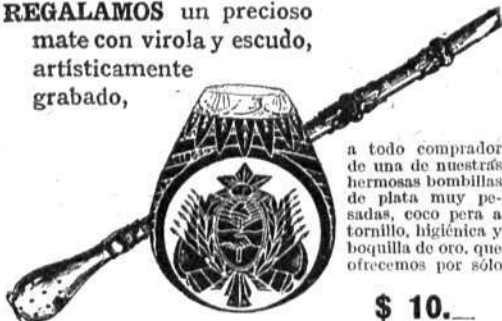 REGALAMOS un precioso
mate con virola y escudo,
artísticamente
grabado,
a todo comprador
de una de nuestras
hermosas bombillas
de plata muy pe-
sadas, coco pera a
tornillo, higiénica y
boquilla de oro, que
ofrecemos por sólo
$ 10.__